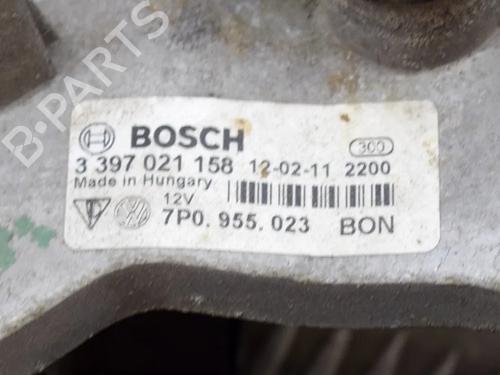 B-PARTS
BOSCH 300
3 397 021 158 12-02-11 2200
Made in Hungary
12V
7P0. 955. 023 BON